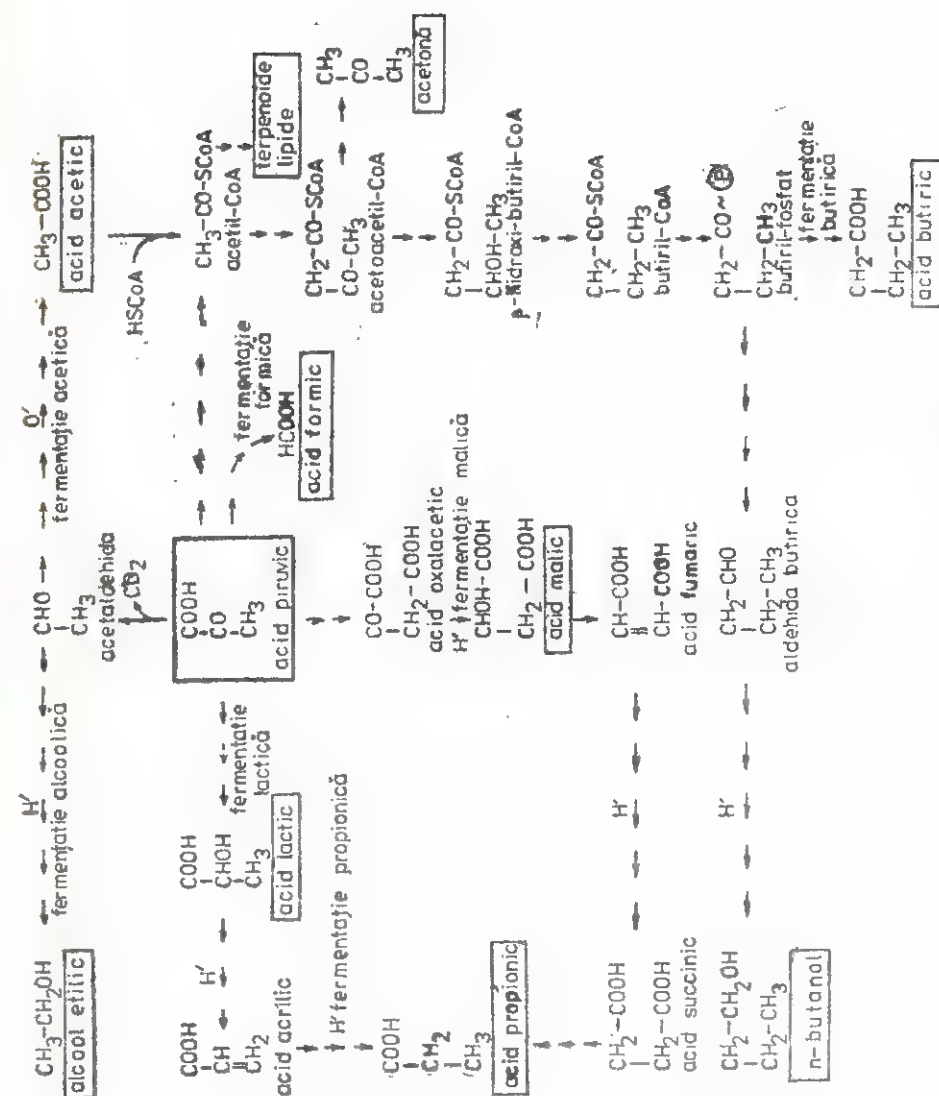 CH3-CH2OH
alcool etilic
H'
fermentație alcoolică
CHO
CH3
acetaldehida
CO2
O'
fermentație acetică
CH3-COOH
acid acetic
HSCoA
COOH
CH
CH2
acid acrilic
H'
COOH
CHOH
CH3
acid lactic
fermentatie
lactică
COOH
CO
CH3
acid piruvic
fermentație
formică
HCOOH
acid formic
CH3-CO-SCoA
acetil-CoA
terpenoide
lipide
H' fermentație propionică
COOH
CH2
CH3
acid propionic
CO-COOH
CH2-COOH
acid oxalacetic
H' fermentație malică
CHOH-COOH
CH2-COOH
acid malic
CH2-CO-SCoA
CO-CH3
acetoacetil-CoA
CH3
CO
CH3
acetonă
CH2-CO-SCoA
CHOH-CH3
β-hidroxi-butiril-CoA
CH2-COOH
CH2-COOH
acid succinic
H'
CH-COOH
CH-COOH
acid fumaric
CH2-CO-SCoA
CH2-CH3
butiril-CoA
CH2-CH2OH
CH2-CH3
n-butanol
H'
CH2-CHO
CH2-CH3
aldehida butirica
CH2-CO~P
CH2-CH3
butiril-fosfat
fermentație
butirică
CH2-COOH
CH2-CH3
acid butiric